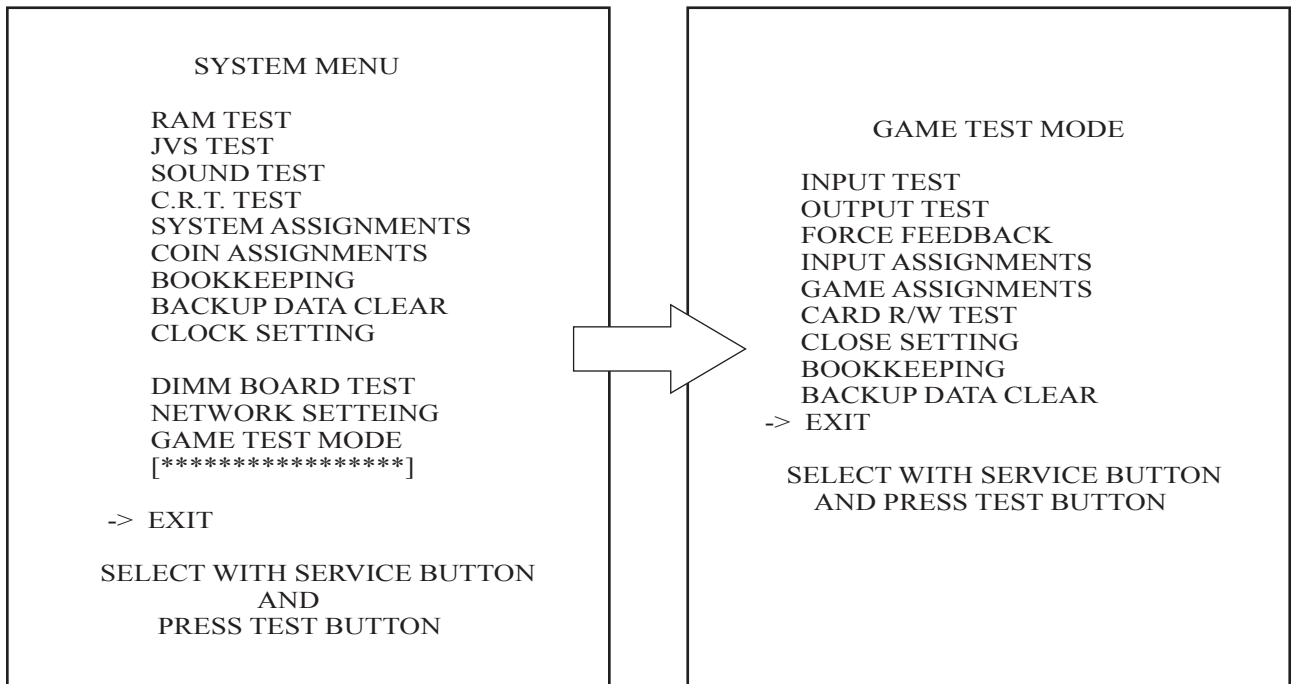 SYSTEM MENU
RAM TEST
JVS TEST
SOUND TEST
C.R.T. TEST
SYSTEM ASSIGNMENTS
COIN ASSIGNMENTS
BOOKKEEPING
BACKUP DATA CLEAR
CLOCK SETTING
DIMM BOARD TEST
NETWORK SETTEING
GAME TEST MODE
[*****************]
-> EXIT
SELECT WITH SERVICE BUTTON
AND
PRESS TEST BUTTON
GAME TEST MODE
INPUT TEST
OUTPUT TEST
FORCE FEEDBACK
INPUT ASSIGNMENTS
GAME ASSIGNMENTS
CARD R/W TEST
CLOSE SETTING
BOOKKEEPING
BACKUP DATA CLEAR
-> EXIT
SELECT WITH SERVICE BUTTON
AND PRESS TEST BUTTON